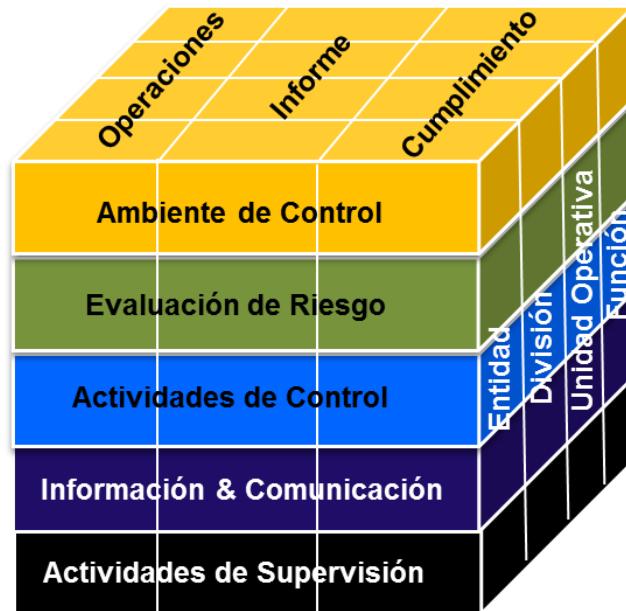 Operaciones
Informe
Cumplimiento
Ambiente de Control
Evaluación de Riesgo
Actividades de Control
Información & Comunicación
Actividades de Supervisión
Entidad
División
Unidad Operativa
Función